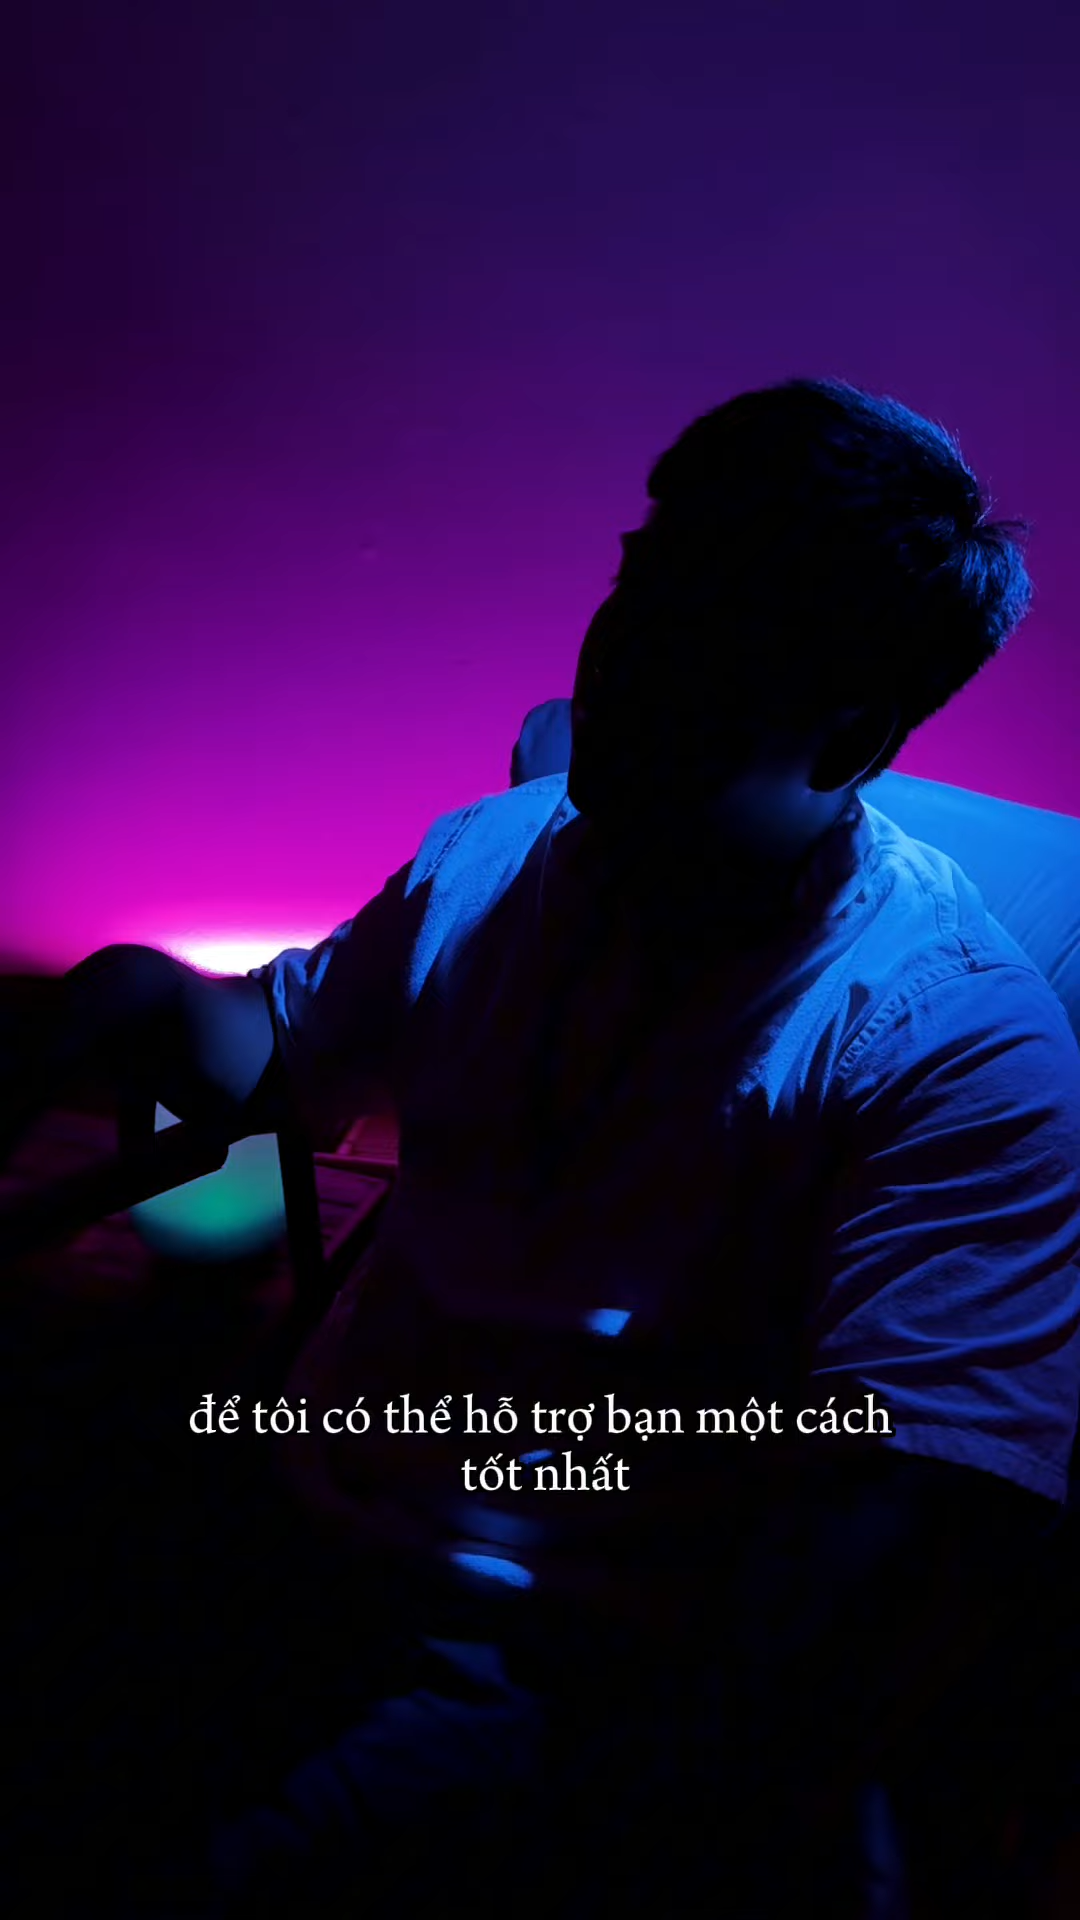 để tôi có thể hỗ trợ bạn một cách
tốt nhất